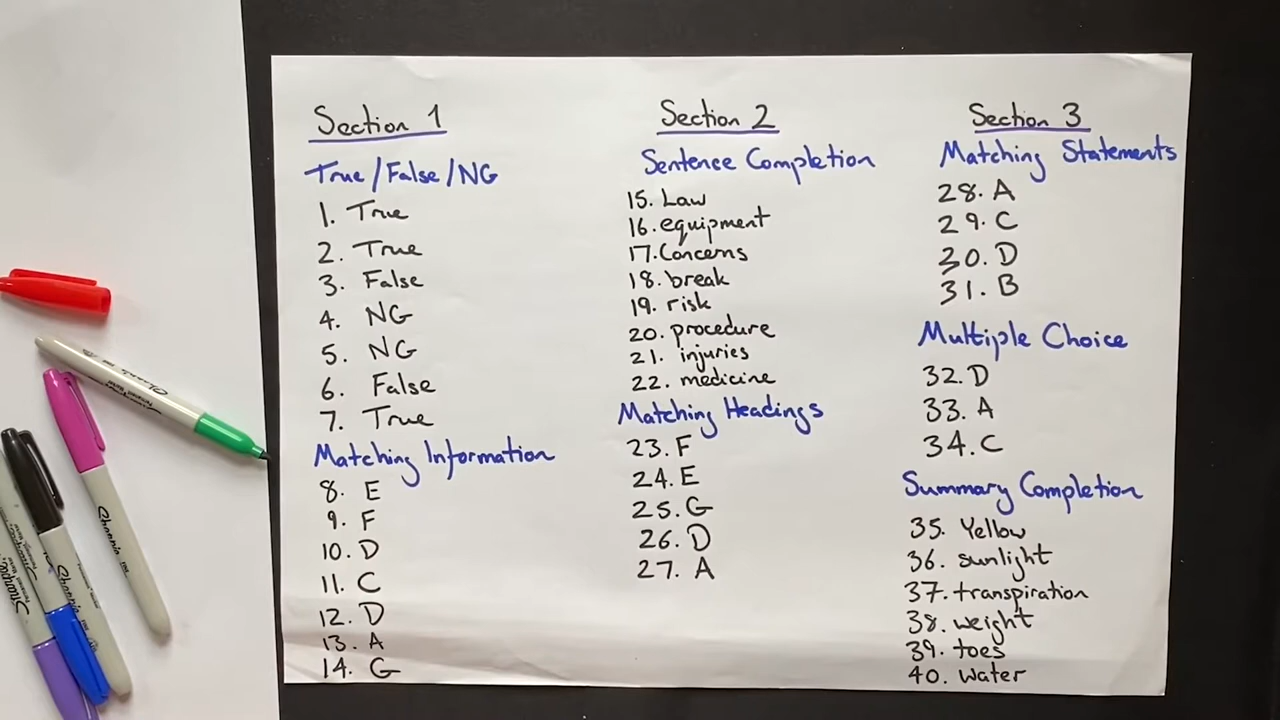 Section 1
True/False/NG
1. True
2. True
3. False
4. NG
5. NG
6. False
7. True
Matching Information
8. E
9. F
10. D
11. C
12. D
13. A
14. G
Section 2
Sentence Completion
15. Law
16. equipment
17. Concerns
18. break
19. risk
20. procedure
21. injuries
22. medicine
Matching Headings
23. F
24. E
25. G
26. D
27. A
Section 3
Matching Statements
28. A
29. C
30. D
31. B
Multiple Choice
32. D
33. A
34. C
Summary Completion
35. Yellow
36. sunlight
37. transpiration
38. weight
39. toes
40. water
Sharpie
Sharpie
Sharpie
Sharpie